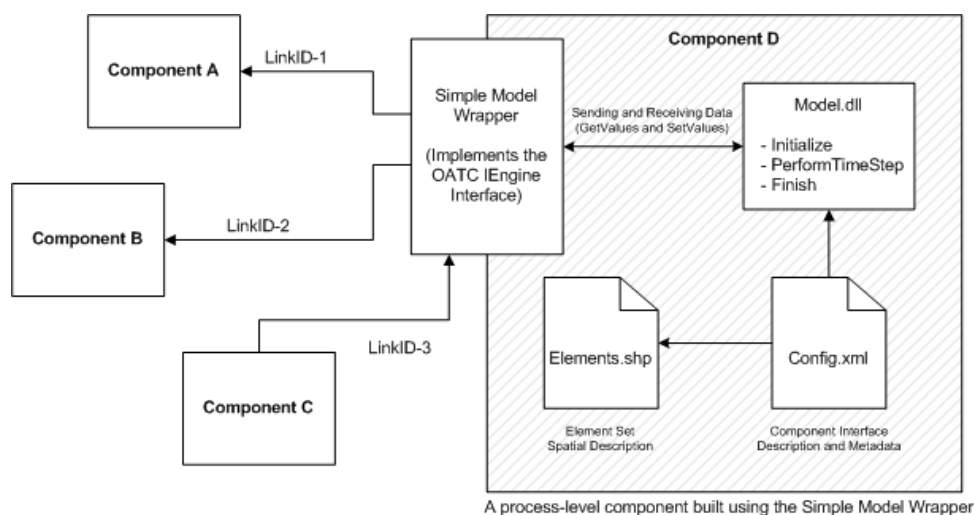 Component D
Component A
LinkID-1
Simple Model
Wrapper
(Implements the
OATC IEngine
Interface)
Sending and Receiving Data
(GetValues and SetValues)
Model.dll
- Initialize
- PerformTimeStep
- Finish
Component B
LinkID-2
LinkID-3
Component C
Elements.shp
Config.xml
Element Set
Spatial Description
Component Interface
Description and Metadata
A process-level component built using the Simple Model Wrapper